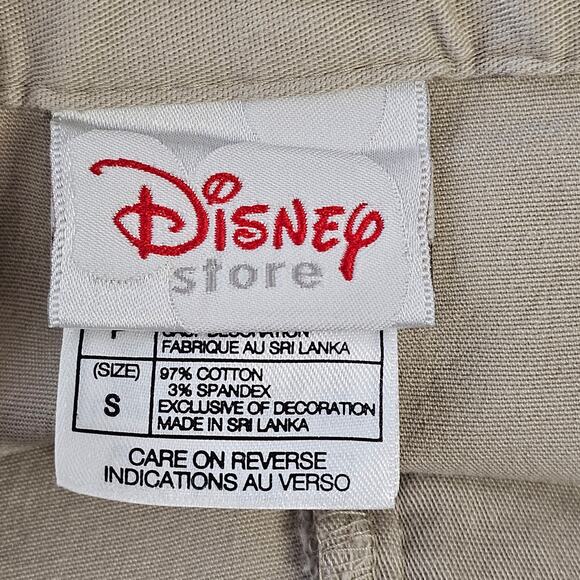 Disney
store
FABRIQUE AU SRI LANKA
(SIZE)
S
97% COTTON
3% SPANDEX
EXCLUSIVE OF DECORATION
MADE IN SRI LANKA
CARE ON REVERSE
INDICATIONS AU VERSO